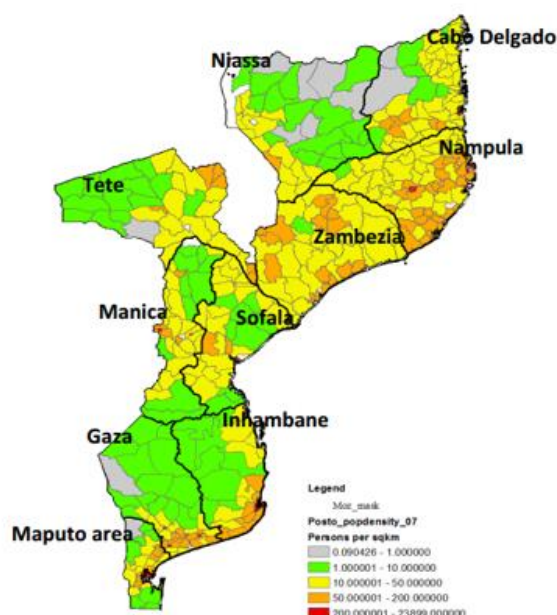 Cabo Delgado
Niassa
Nampula
Tete
Zambezia
Manica
Sofala
Inhambane
Gaza
Maputo area
Legend
Moz_mask
Posto_popdensity_07
Persons per sqkm
0.090426 - 1.000000
1.000001 - 10.000000
10.000001 - 50.000000
50.000001 - 200.000000
200.000001 - 23899.000000